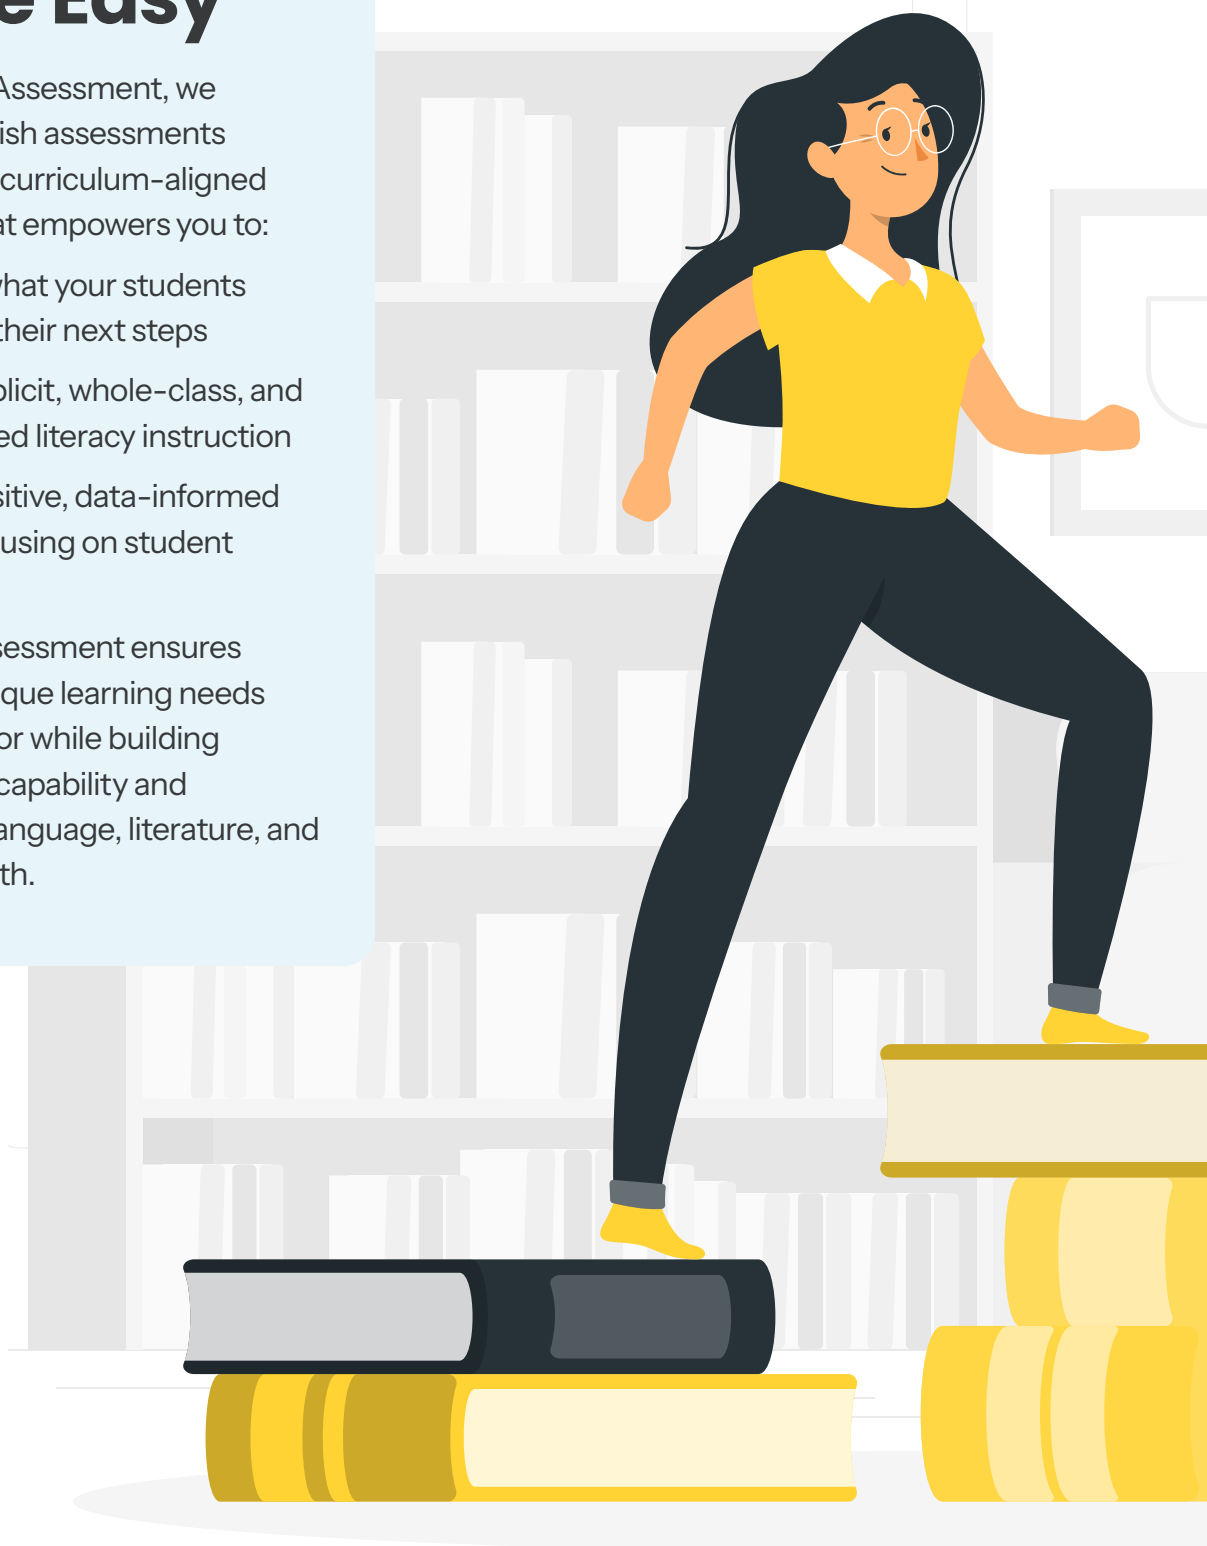 e Easy
Assessment, we
ish assessments
curriculum-aligned
at empowers you to:
what your students
their next steps
plicit, whole-class, and
ed literacy instruction
sitive, data-informed
using on student
sessment ensures
que learning needs
or while building
capability and
anguage, literature, and
th.